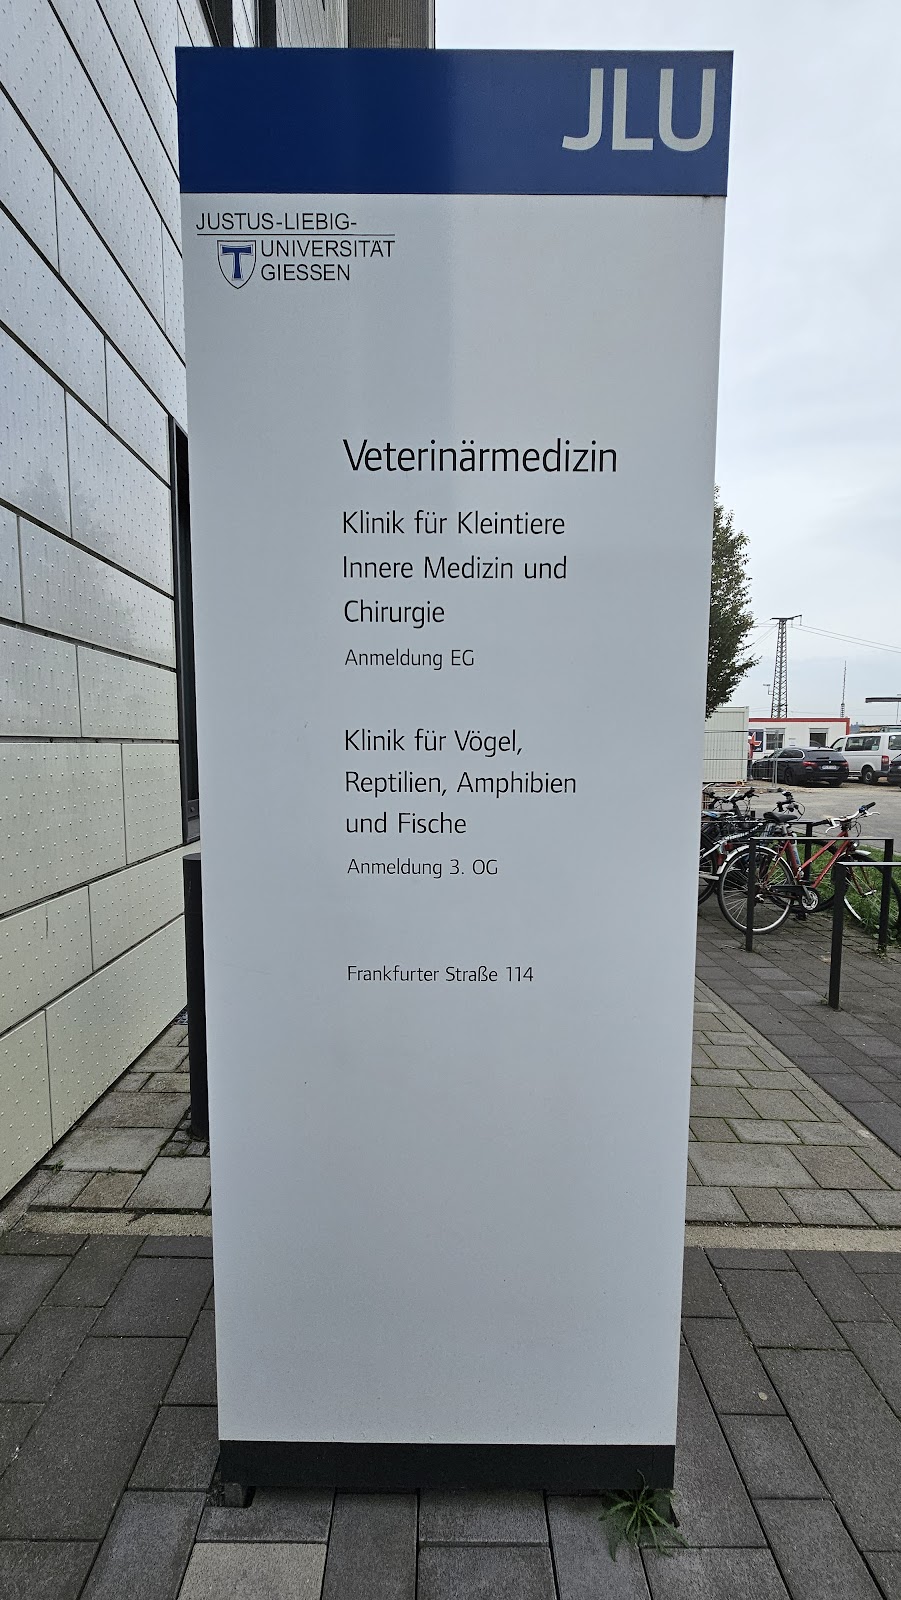 JLU
JUSTUS-LIEBIG-
UNIVERSITÄT
GIESSEN
Veterinärmedizin
Klinik für Kleintiere
Innere Medizin und
Chirurgie
Anmeldung EG
Klinik für Vögel,
Reptilien, Amphibien
und Fische
Anmeldung 3. OG
Frankfurter Straße 114